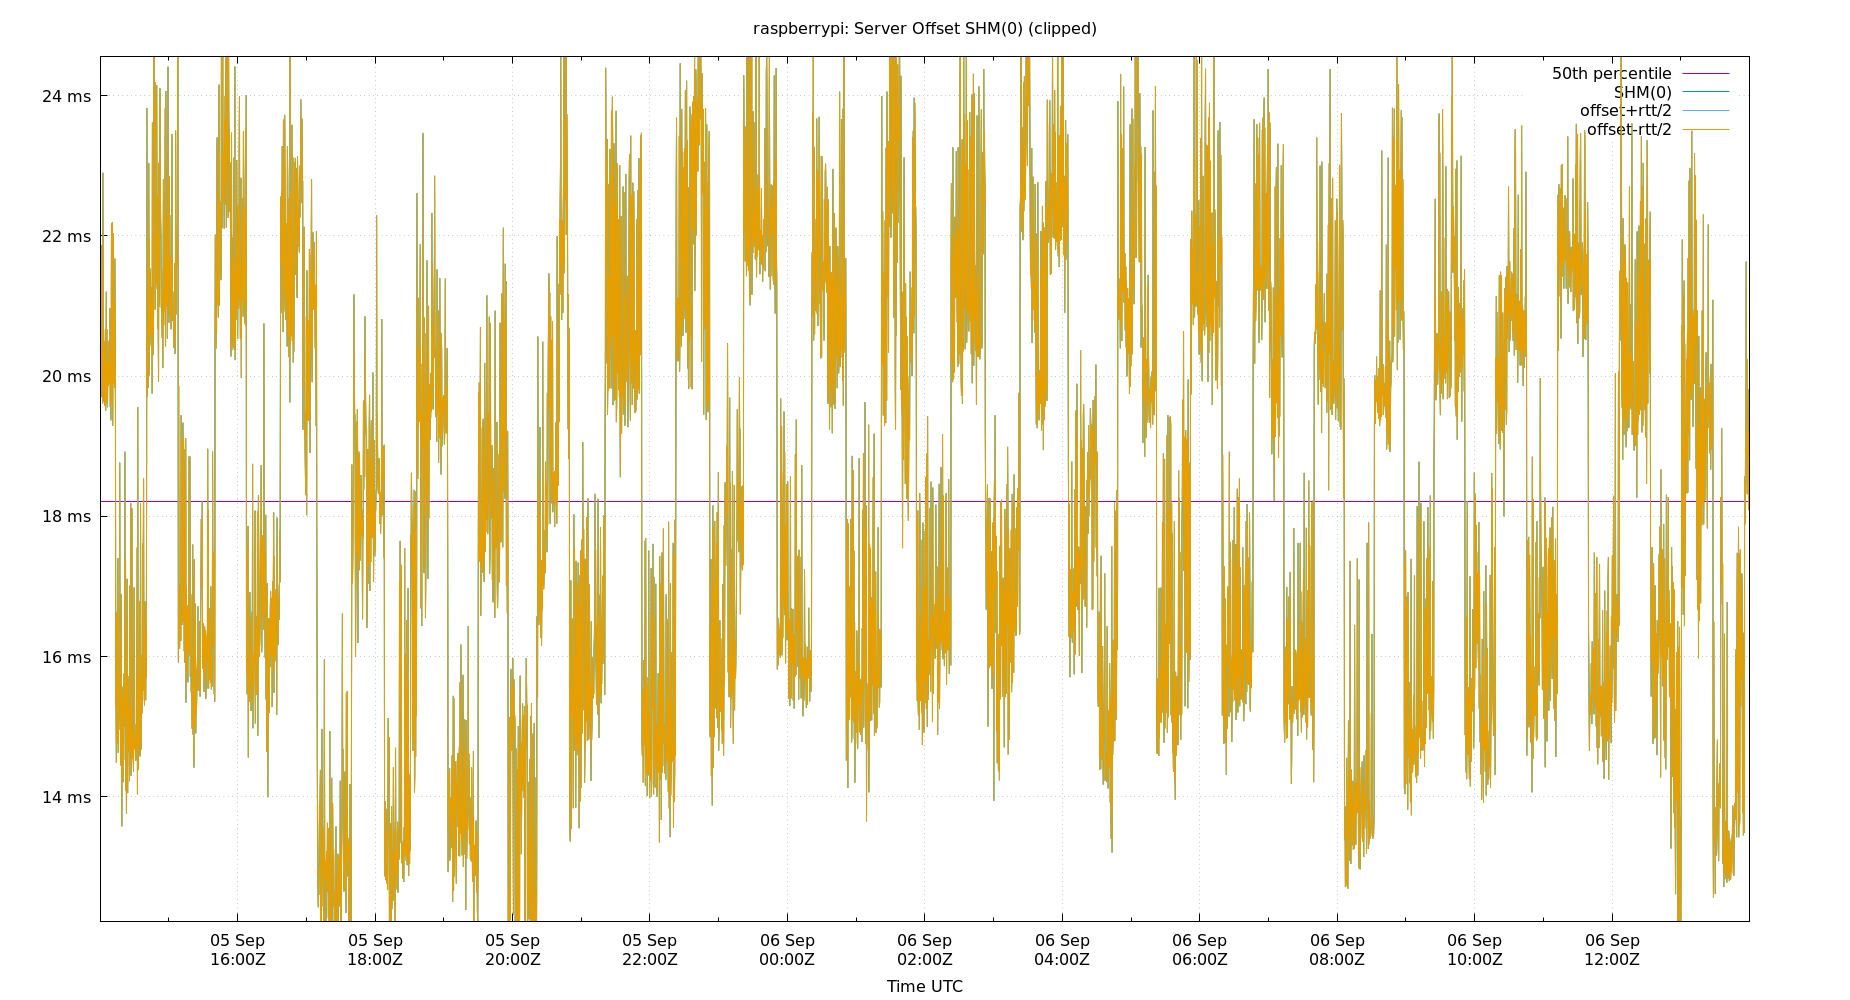 raspberrypi: Server Offset SHM(0) (clipped)
50th percentile
SHM(0)
offset+rtt/2
offset-rtt/2
24 ms
22 ms
20 ms
18 ms
16 ms
14 ms
05 Sep 05 Sep 05 Sep 05 Sep 06 Sep 06 Sep 06 Sep 06 Sep 06 Sep 06 Sep 06 Sep
16:00Z 18:00Z 20:00Z 22:00Z 00:00Z 02:00Z 04:00Z 06:00Z 08:00Z 10:00Z 12:00Z
Time UTC